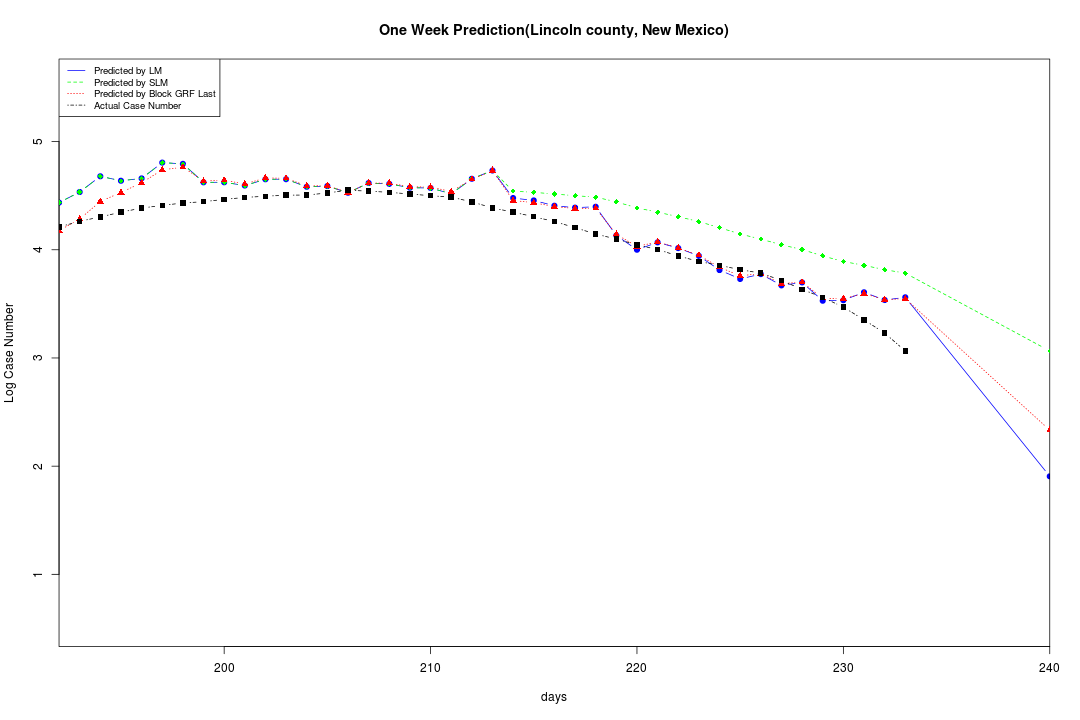 One Week Prediction(Lincoln county, New Mexico)
Predicted by LM
Predicted by SLM
Predicted by Block GRF Last
Actual Case Number
5
4
3
2
1
Log Case Number
200 210 220 230 240
days